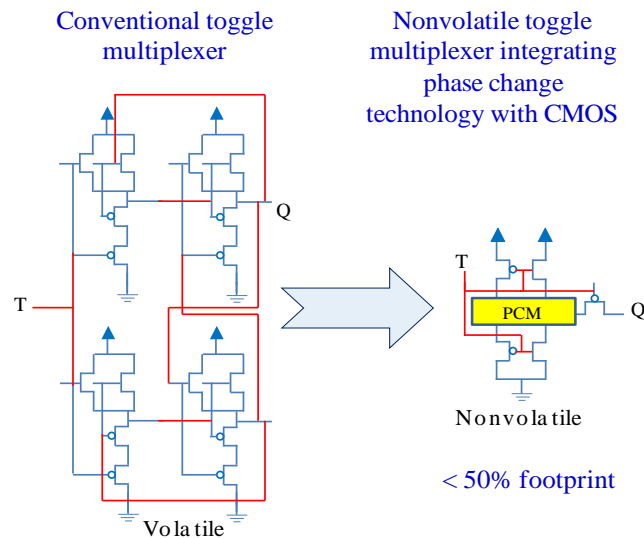 Conventional toggle
multiplexer
Nonvolatile toggle
multiplexer integrating
phase change
technology with CMOS
T
Q
Volatile
T
PCM
Q
Nonvolatile
< 50% footprint